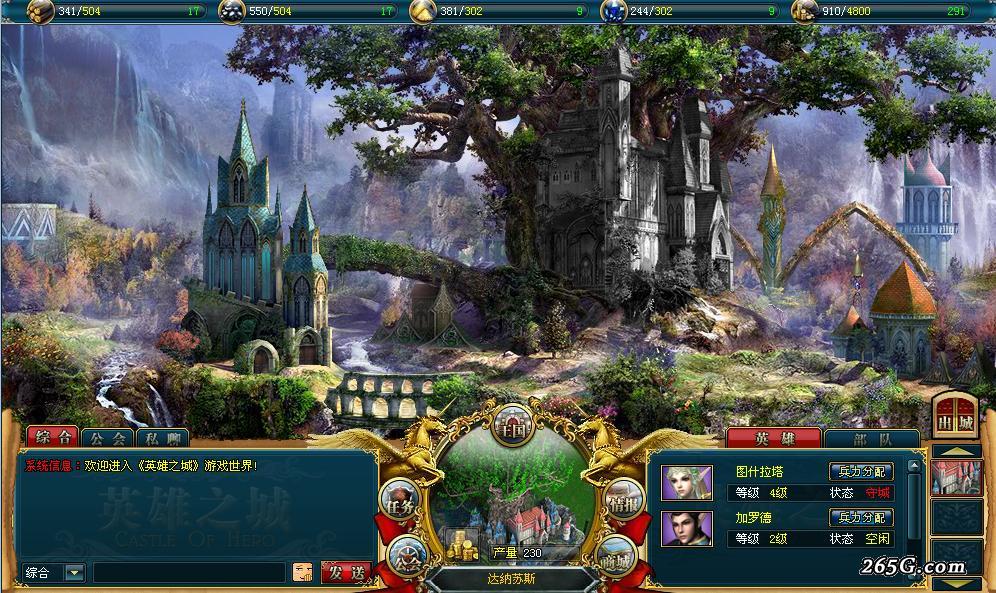 341/504 17 550/504 17 381/302 9 244/302 9 910/4800 291
出城
综合 公会 私聊
王国
英雄 部队
系统信息：欢迎进入《英雄之城》游戏世界!
英雄之城
CASTLE OF HERO
任务
情报
图什拉塔 兵力分配
等级 4级 状态 守城
加罗德 兵力分配
等级 2级 状态 空闲
公会
产量 230
商城
综合
发送
达纳苏斯
265G.com